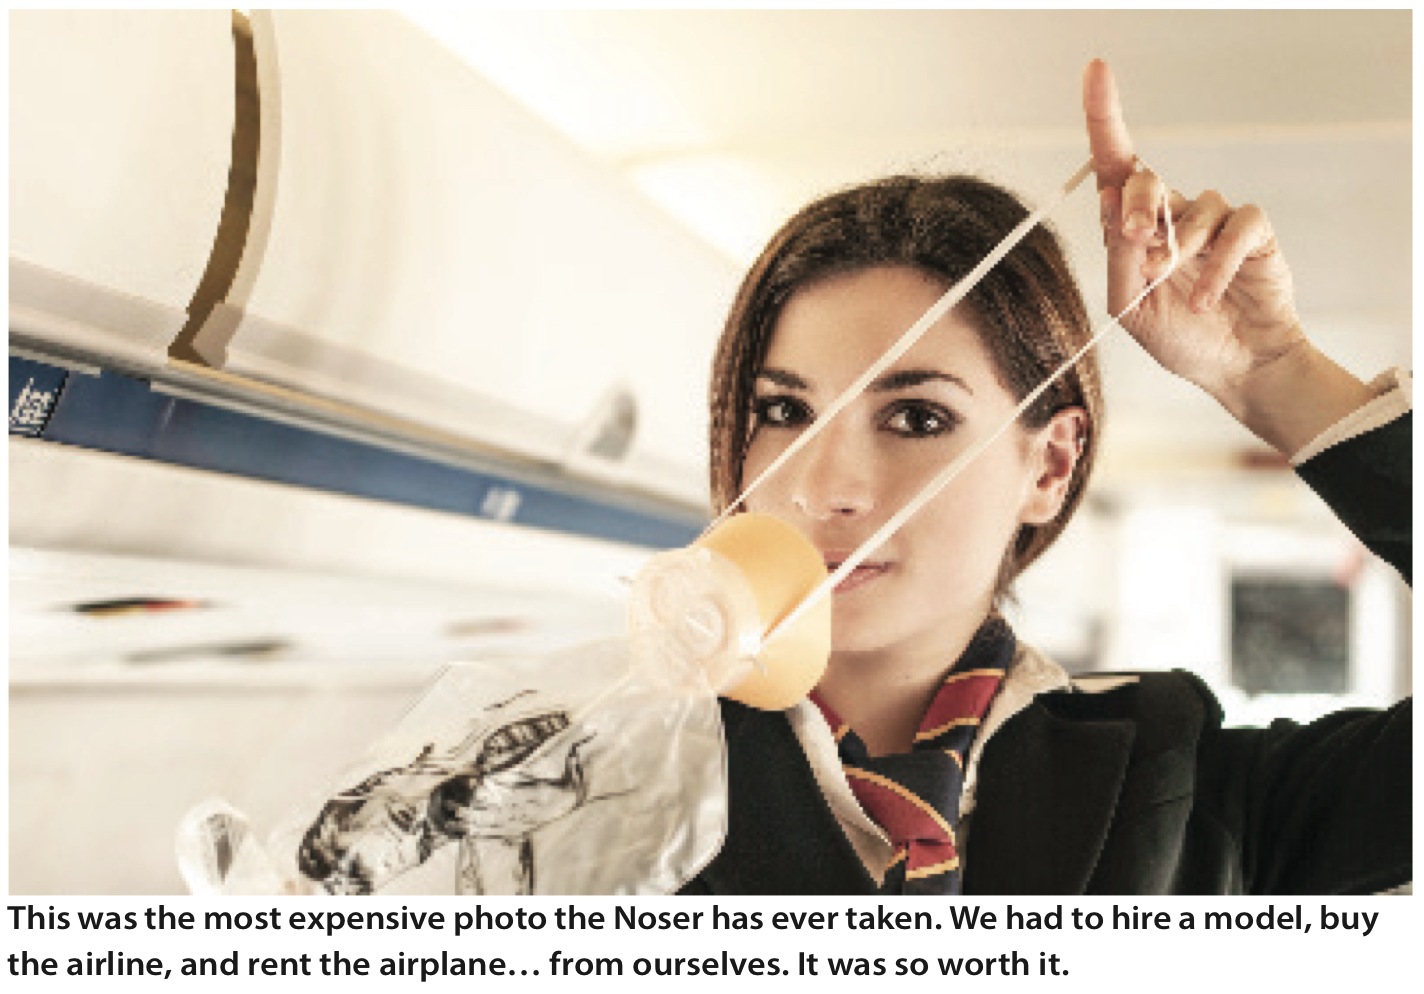 This was the most expensive photo the Noser has ever taken. We had to hire a model, buy
the airline, and rent the airplane… from ourselves. It was so worth it.